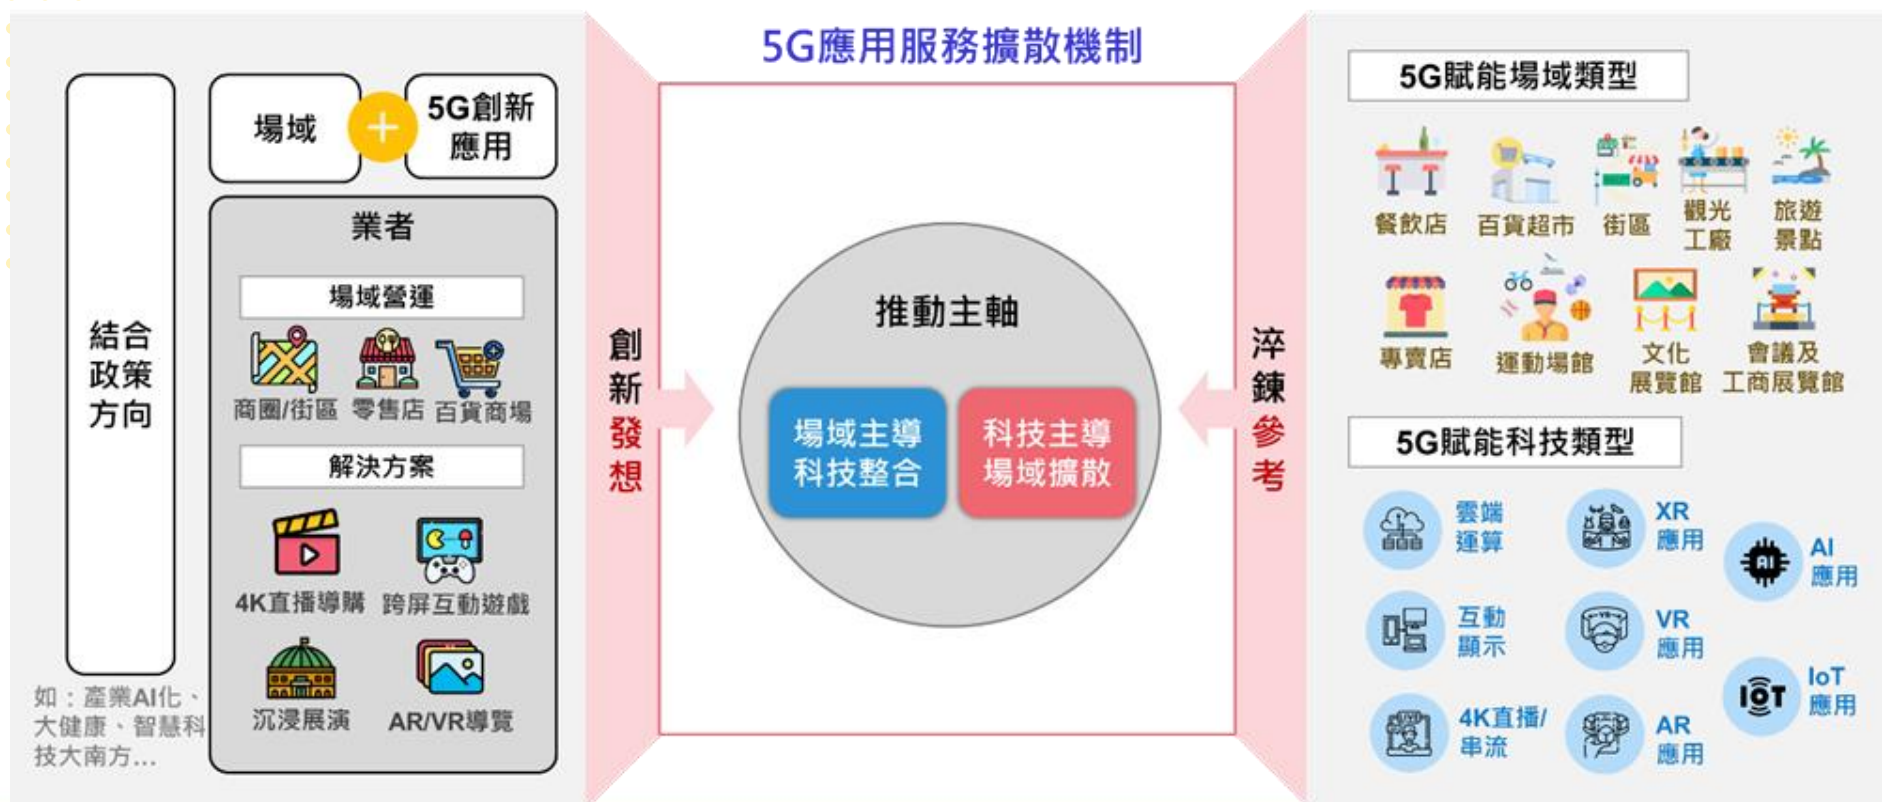 5G應用服務擴散機制
結合
政策
方向
如：產業AI化、
大健康、智慧科
技大南方...
場域
+
5G創新
應用
業者
場域營運
商圈/街區
零售店
百貨商場
解決方案
4K直播導購
跨屏互動遊戲
沉浸展演
AR/VR導覽
創新發想
推動主軸
場域主導
科技整合
科技主導
場域擴散
淬鍊參考
5G賦能場域類型
餐飲店
百貨超市
街區
觀光
工廠
旅遊
景點
專賣店
運動場館
文化
展覽館
會議及
工商展覽館
5G賦能科技類型
雲端
運算
XR
應用
AI
AI
應用
互動
顯示
VR
應用
IoT
IoT
應用
4K直播/
串流
AR
應用